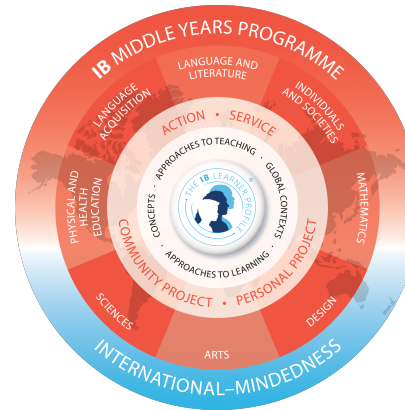 IB MIDDLE YEARS PROGRAMME
LANGUAGE AND
LITERATURE
INDIVIDUALS
AND SOCIETIES
MATHEMATICS
DESIGN
ARTS
SCIENCES
PHYSICAL AND
HEALTH
EDUCATION
LANGUAGE
ACQUISITION
ACTION • SERVICE
COMMUNITY PROJECT • PERSONAL PROJECT
APPROACHES TO TEACHING · GLOBAL CONTEXTS · APPROACHES TO LEARNING · CONCEPTS ·
THE IB LEARNER PROFILE
INTERNATIONAL–MINDEDNESS